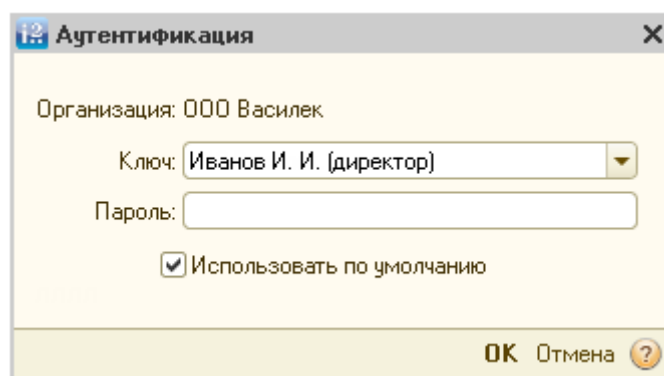 Аутентификация
Организация: ООО Василек
Ключ: Иванов И. И. (директор)
Пароль:
Использовать по умолчанию
OK Отмена ?